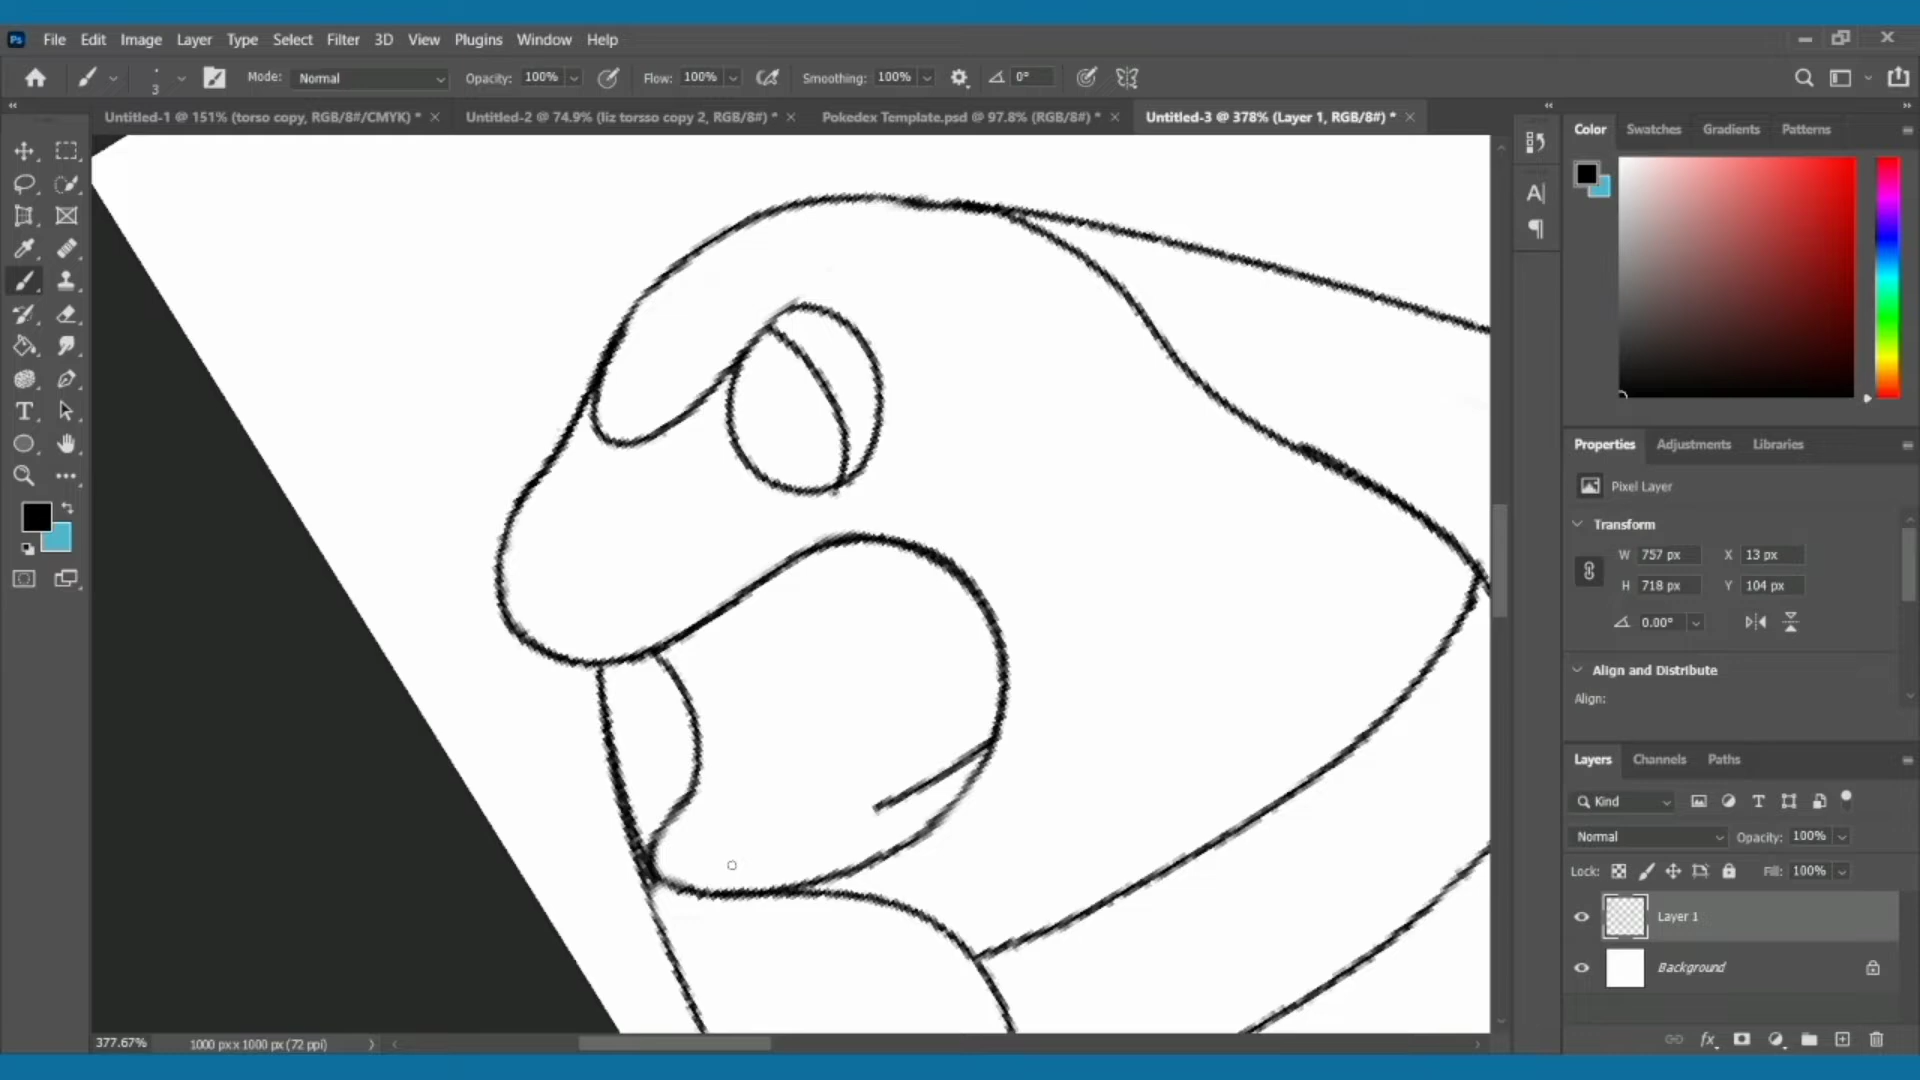 Ps File Edit Image Layer Type Select Filter 3D View Plugins Window Help
3 Mode: Normal Opacity: 100% Flow: 100% Smoothing: 100% 0°
Untitled-1 @ 151% (torso copy, RGB/8#/CMYK) * Untitled-2 @ 74.9% (liz torsso copy 2, RGB/8#) * Pokedex Template.psd @ 97.8% (RGB/8#) * Untitled-3 @ 378% (Layer 1, RGB/8#) *
Color Swatches Gradients Patterns
Properties Adjustments Libraries
Pixel Layer
Transform
W 757 px X 13 px
H 718 px Y 104 px
0.00°
Align and Distribute
Align:
Layers Channels Paths
Kind
Normal Opacity: 100%
Lock: Fill: 100%
Layer 1
Background
377.67% 1000 px x 1000 px (72 ppi)